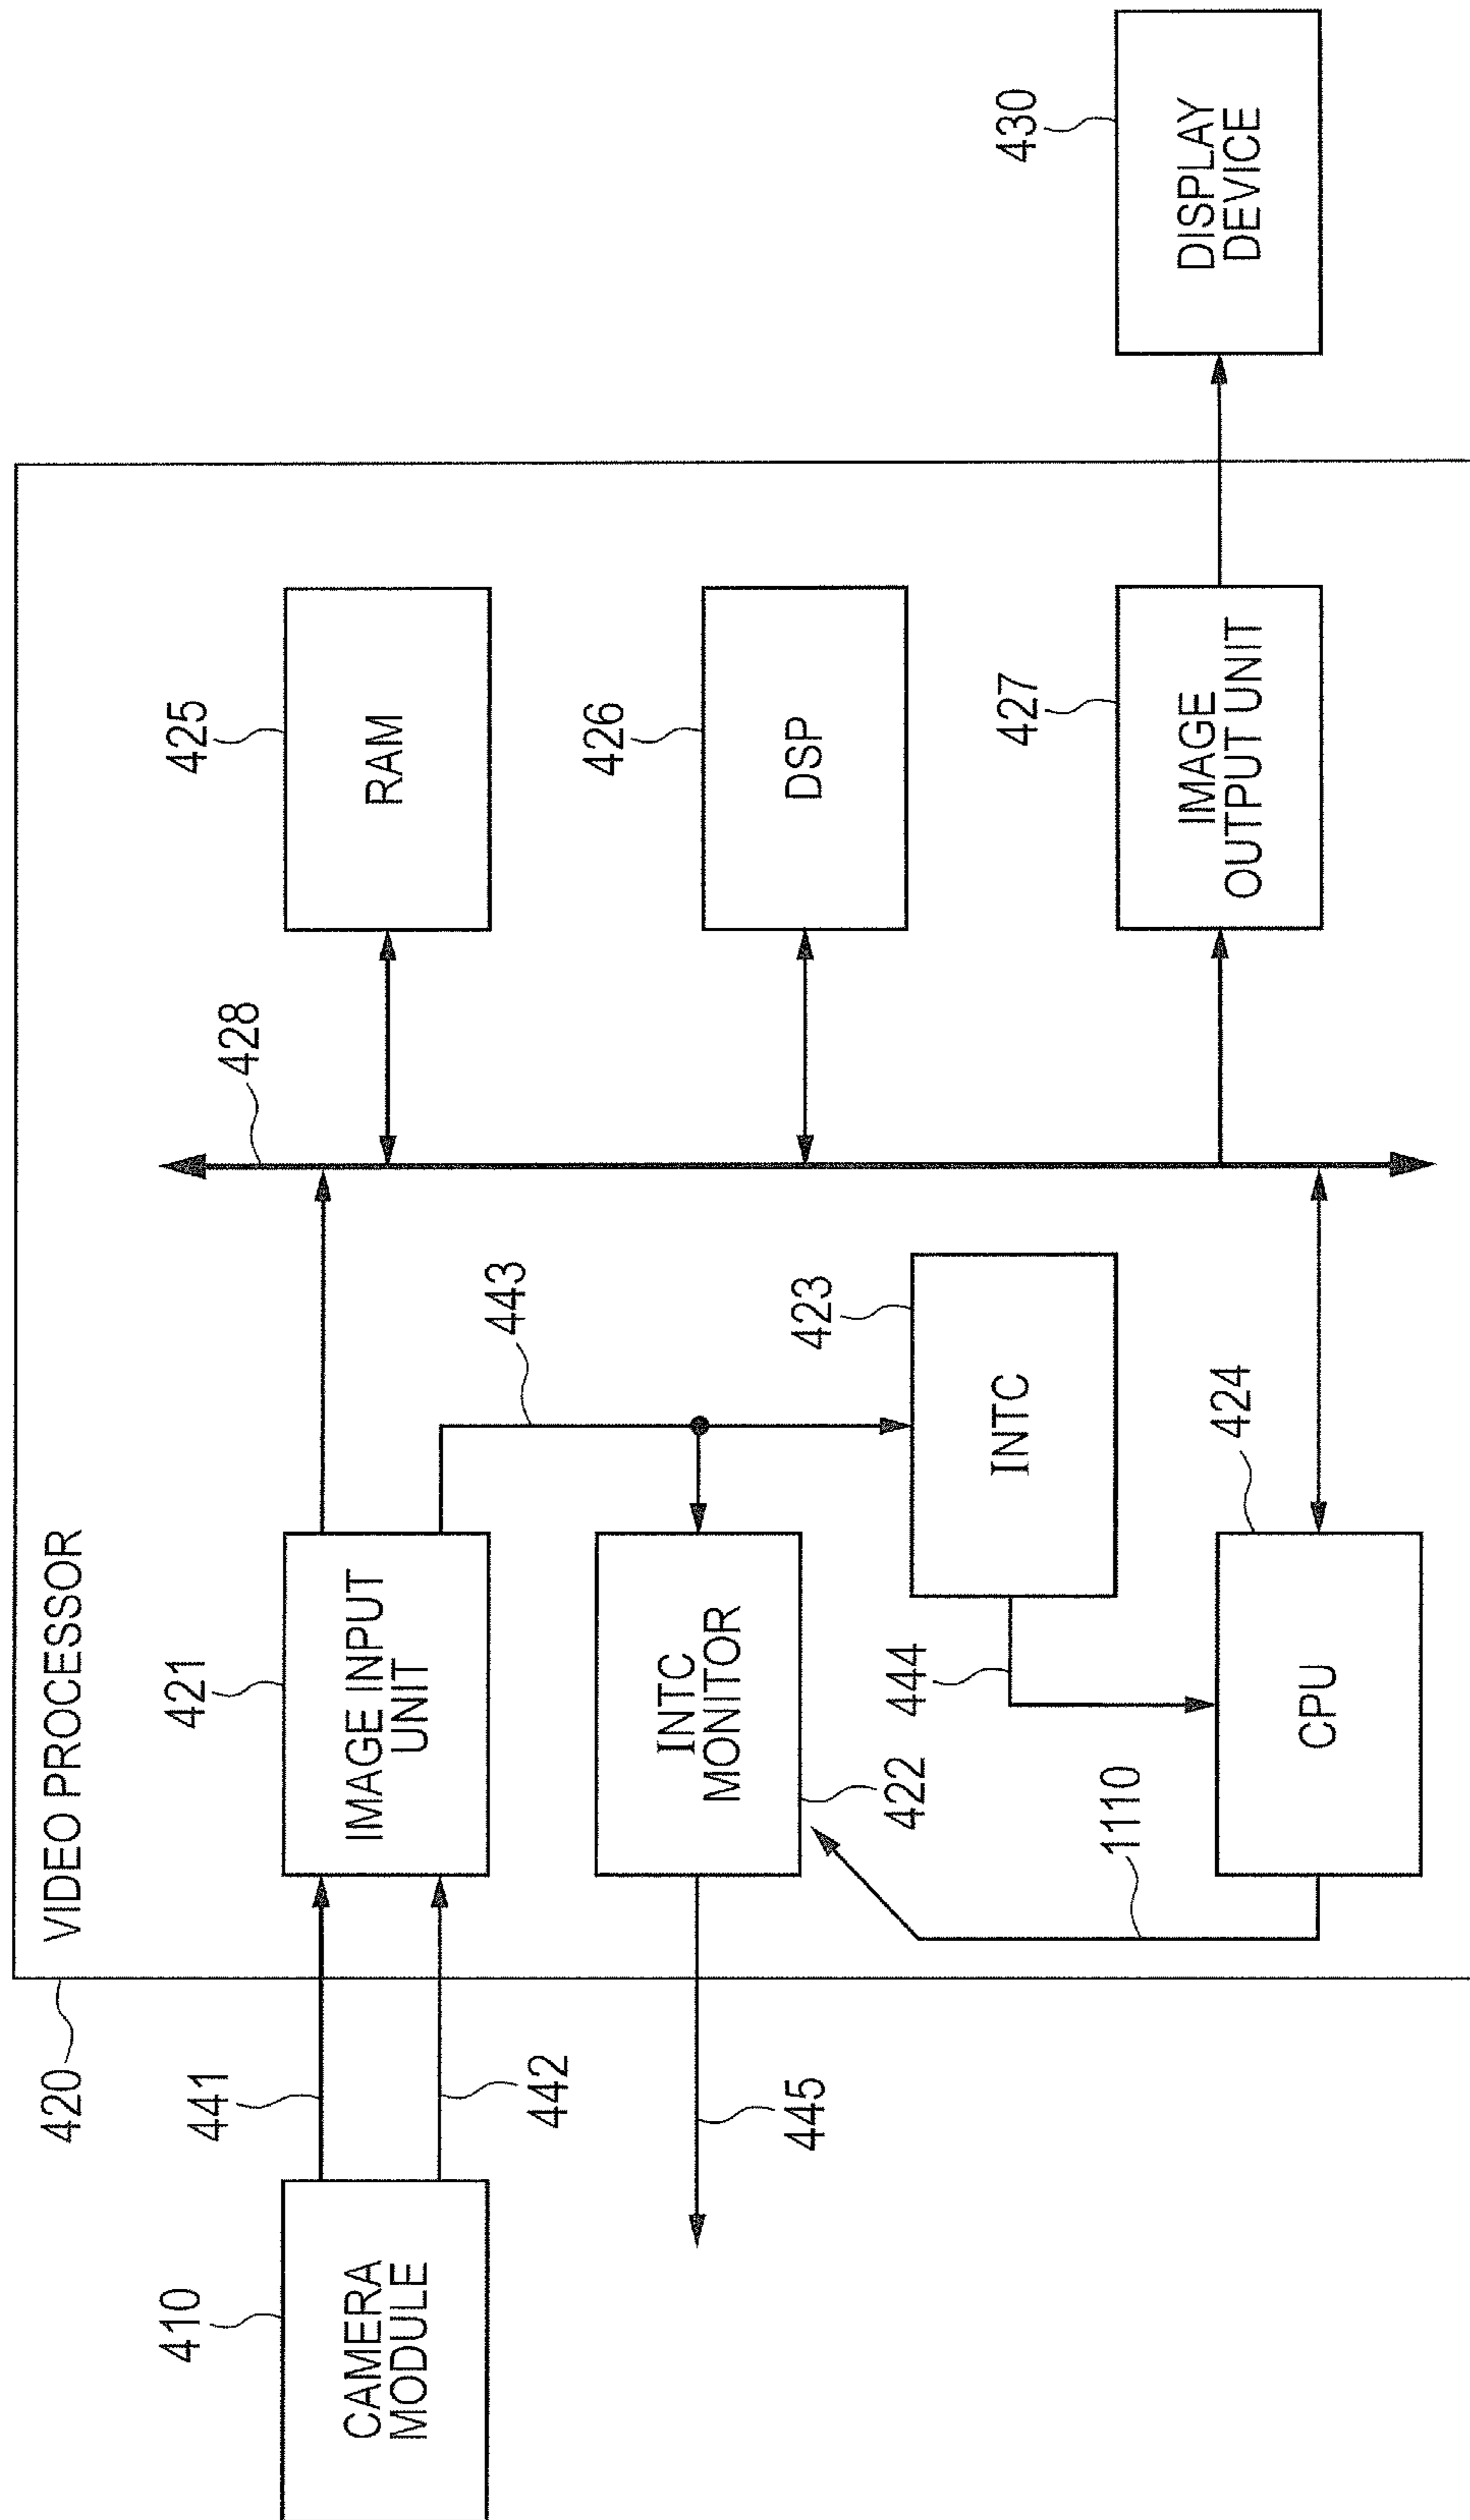 VIDEO PROCESSOR
420
410
CAMERA
MODULE
441
442
421
IMAGE INPUT
UNIT
443
428
425
RAM
445
INTC
MONITOR
422
423
INTC
444
426
DSP
1110
424
CPU
427
IMAGE
OUTPUT UNIT
430
DISPLAY
DEVICE